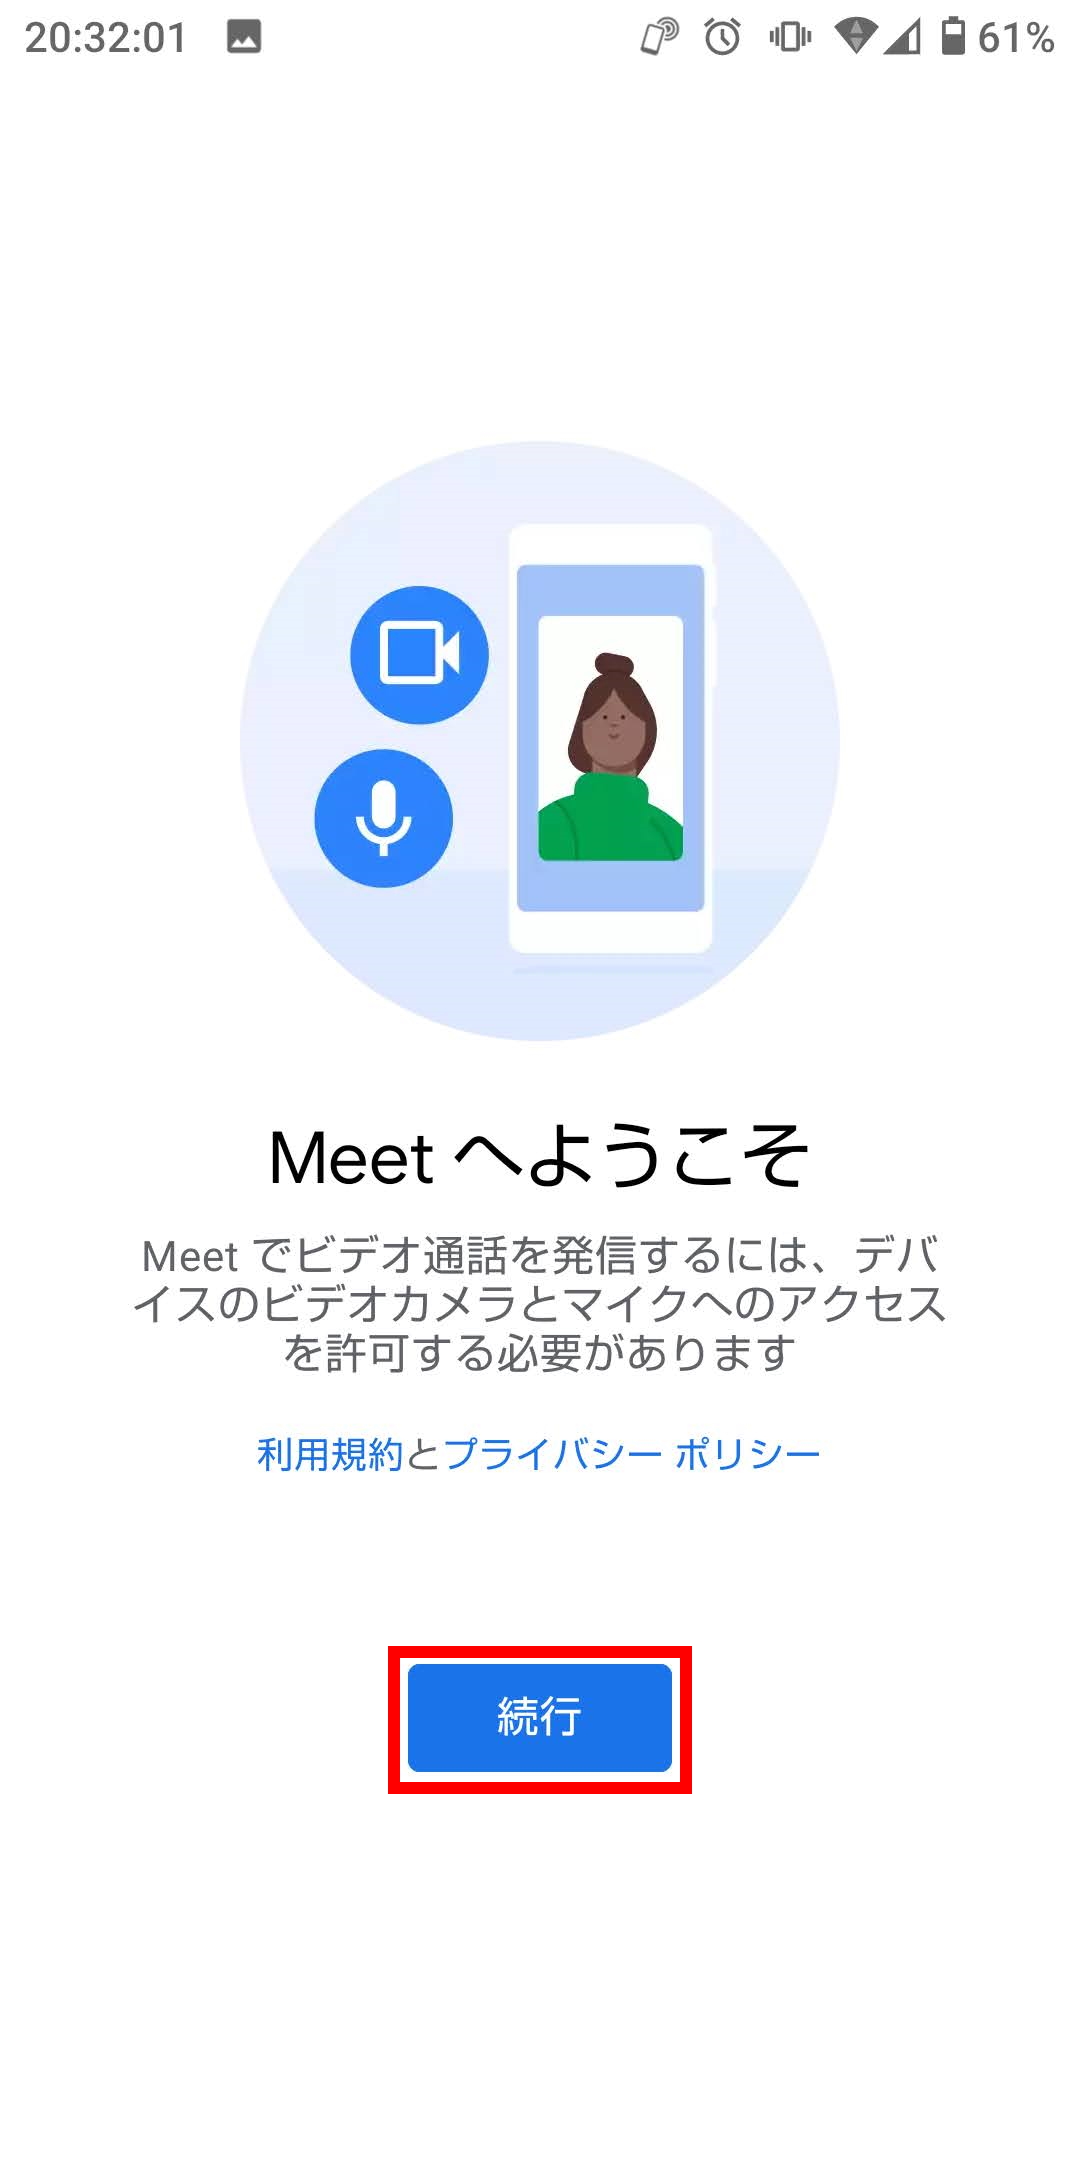 20:32:01 61%
Meet へようこそ
Meet でビデオ通話を発信するには、デバ
イスのビデオカメラとマイクへのアクセス
を許可する必要があります
利用規約とプライバシー ポリシー
続行